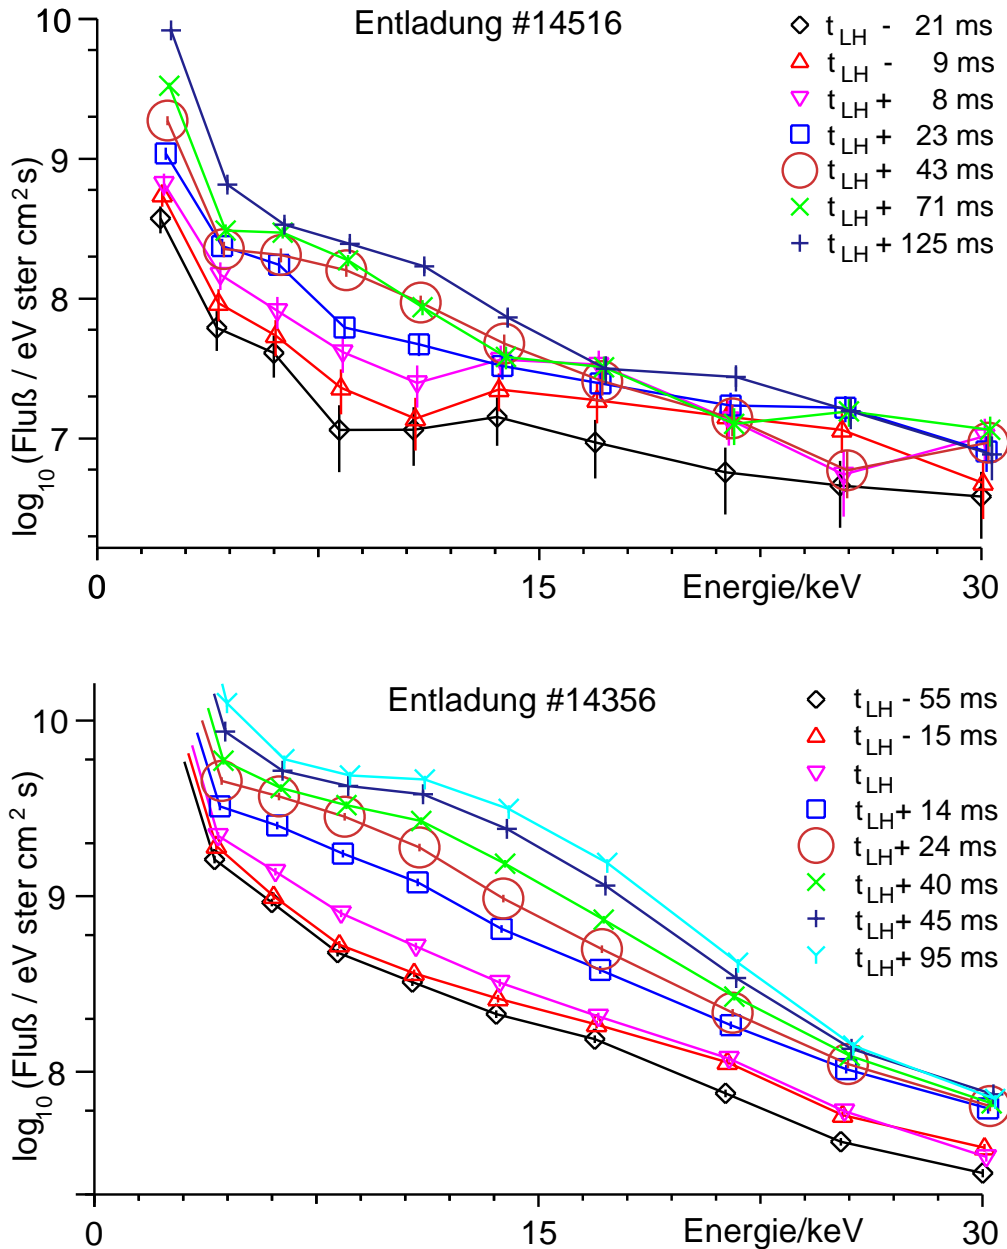 Entladung #14516
t LH - 21 ms
t LH - 9 ms
t LH + 8 ms
t LH + 23 ms
t LH + 43 ms
t LH + 71 ms
t LH + 125 ms
log10 (Fluß / eV ster cm² s)
10
9
8
7
0 15 Energie/keV 30
Entladung #14356
t LH - 55 ms
t LH - 15 ms
t LH
t LH + 14 ms
t LH + 24 ms
t LH + 40 ms
t LH + 45 ms
t LH + 95 ms
log10 (Fluß / eV ster cm² s)
10
9
8
0 15 Energie/keV 30